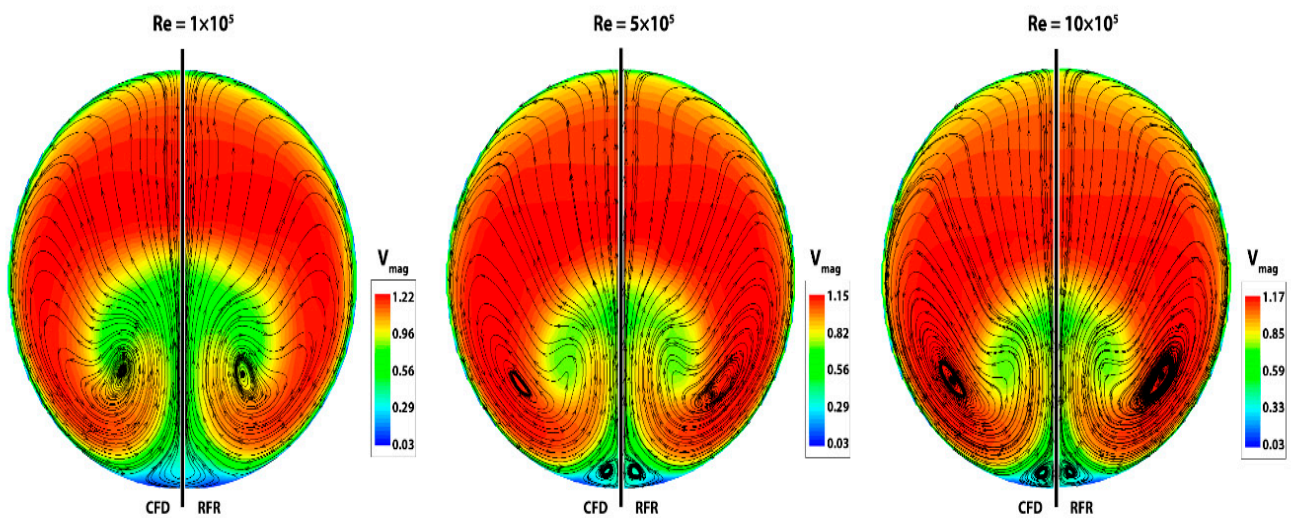 Re = 1×10⁵
Re = 5×10⁵
Re = 10×10⁵
V_mag
1.22
0.96
0.56
0.29
0.03
V_mag
1.15
0.82
0.56
0.29
0.03
V_mag
1.17
0.85
0.59
0.33
0.03
CFD RFR
CFD RFR
CFD RFR